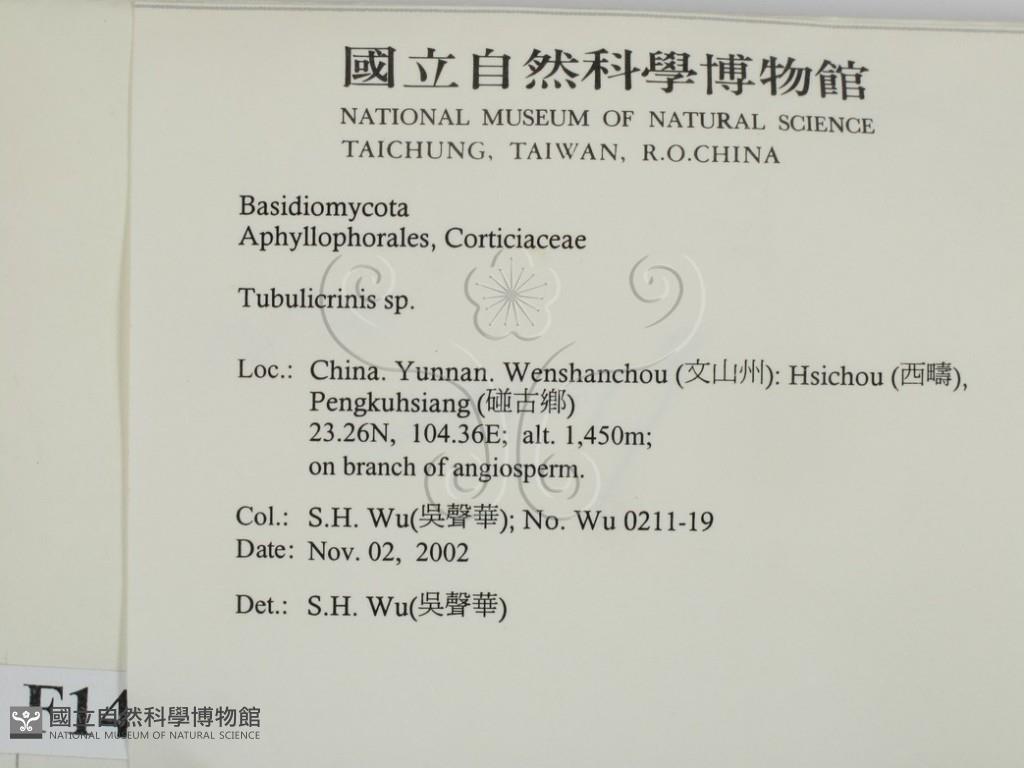 國立自然科學博物館
NATIONAL MUSEUM OF NATURAL SCIENCE
TAICHUNG, TAIWAN, R.O.CHINA
Basidiomycota
Aphyllophorales, Corticiaceae
Tubulicrinis sp.
Loc.: China. Yunnan. Wenshanchou (文山州): Hsichou (西疇),
Pengkuhsiang (碰古鄉)
23.26N, 104.36E; alt. 1,450m;
on branch of angiosperm.
Col.: S.H. Wu(吳聲華); No. Wu 0211-19
Date: Nov. 02, 2002
Det.: S.H. Wu(吳聲華)
F14
國立自然科學博物館
NATIONAL MUSEUM OF NATURAL SCIENCE